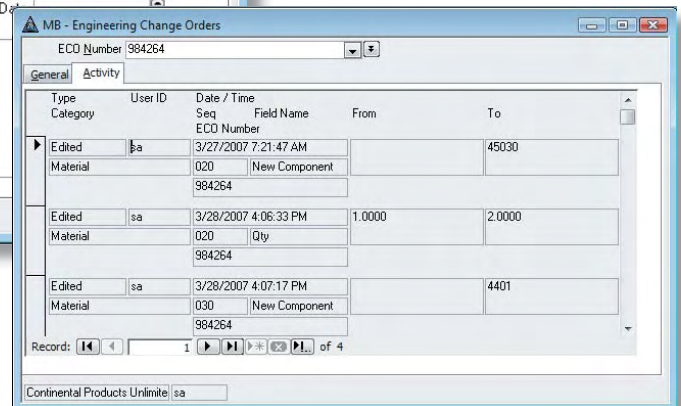 Dat
MB - Engineering Change Orders
ECO Number 984264
General Activity
Type User ID Date / Time
Category Seq Field Name From To
ECO Number
Edited sa 3/27/2007 7:21:47 AM 45030
Material 020 New Component
984264
Edited sa 3/28/2007 4:06:33 PM 1.0000 2.0000
Material 020 Qty
984264
Edited sa 3/28/2007 4:07:17 PM 4401
Material 030 New Component
984264
Record: 1 of 4
Continental Products Unlimite sa